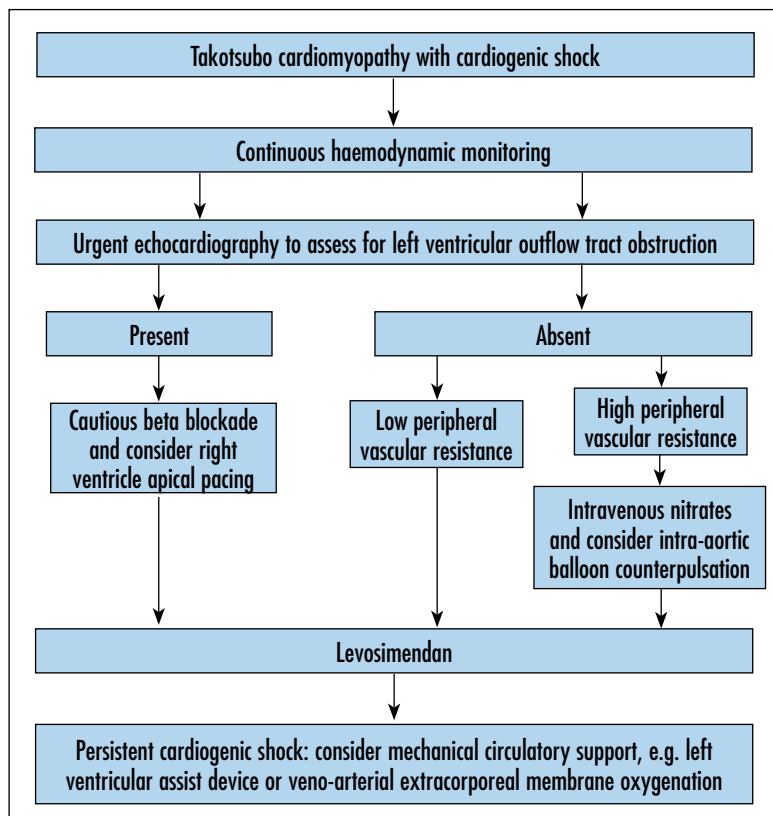 Takotsubo cardiomyopathy with cardiogenic shock
Continuous haemodynamic monitoring
Urgent echocardiography to assess for left ventricular outflow tract obstruction
Present
Absent
Cautious beta blockade
and consider right
ventricle apical pacing
Low peripheral
vascular resistance
High peripheral
vascular resistance
Intravenous nitrates
and consider intra-aortic
balloon counterpulsation
Levosimendan
Persistent cardiogenic shock: consider mechanical circulatory support, e.g. left
ventricular assist device or veno-arterial extracorporeal membrane oxygenation